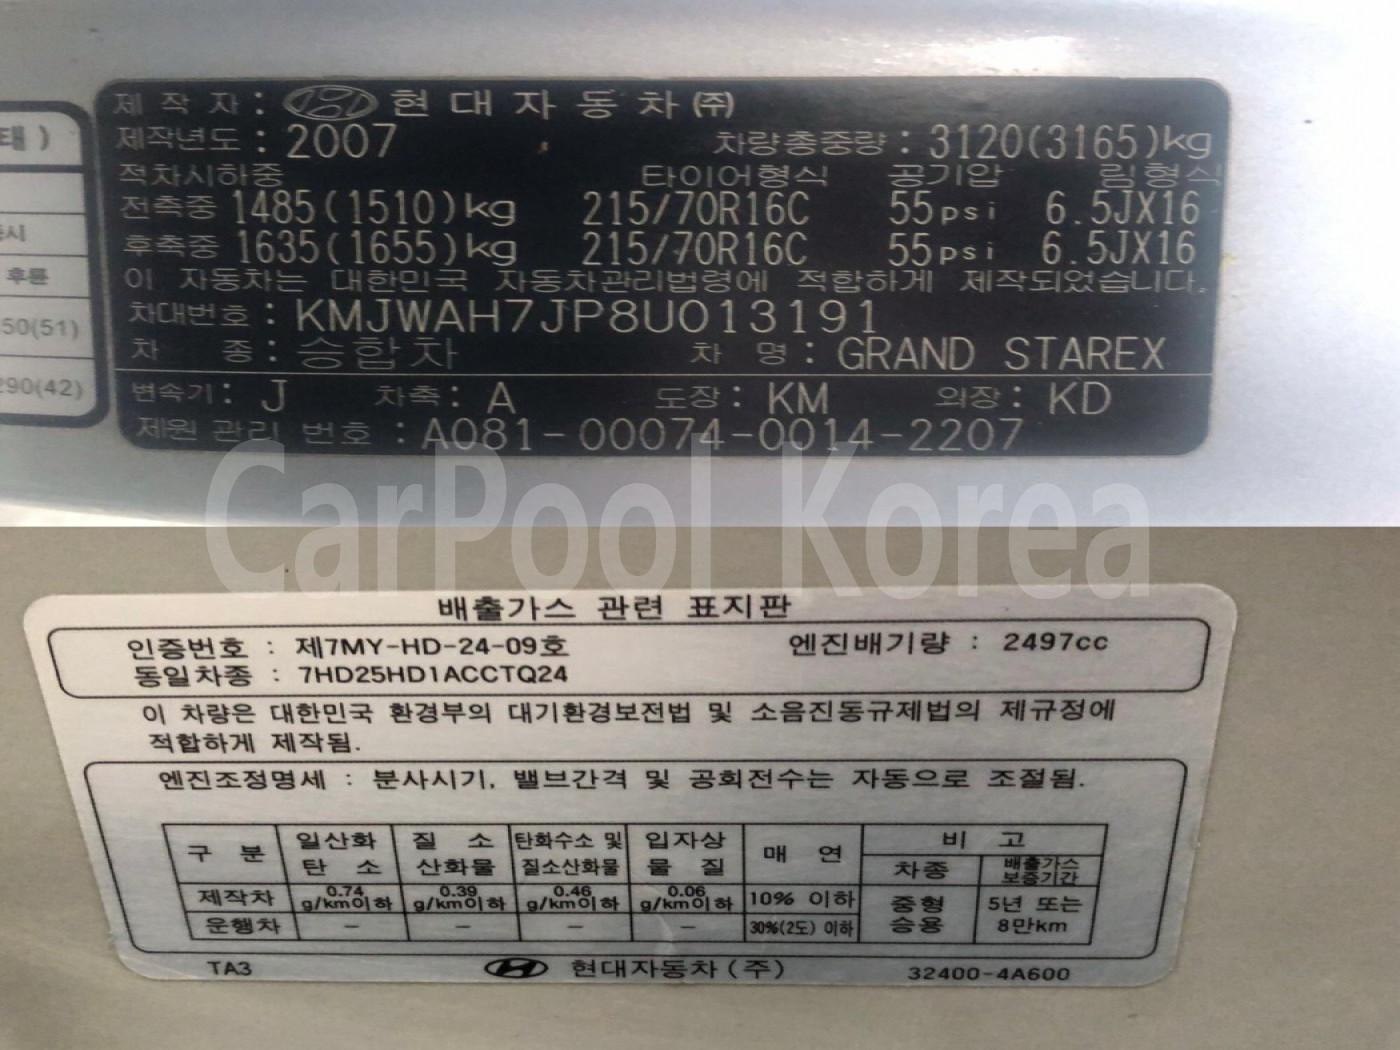 제 작 자 : 현 대 자 동 차 ㈜
제작년도 : 2007 차량총중량 : 3120(3165)kg
적차시하중 타이어형식 공기압 림형식
전축중 1485(1510)kg 215/70R16C 55psi 6.5JX16
후축중 1635(1655)kg 215/70R16C 55psi 6.5JX16
이 자동차는 대한민국 자동차관리법령에 적합하게 제작되었습니다.
차대번호 : KMJWAH7JP8U013191
차 종 : 승합차 차 명 : GRAND STAREX
변속기 : J 차축 : A 도장 : KM 의장 : KD
제원 관리 번호 : A081-00074-0014-2207
태 )
시
후륜
50(51)
290(42)
CarPool Korea
배출가스 관련 표지판
인증번호 : 제7MY-HD-24-09호 엔진배기량 : 2497cc
동일차종 : 7HD25HD1ACCTQ24
이 차량은 대한민국 환경부의 대기환경보전법 및 소음진동규제법의 제규정에
적합하게 제작됨.
엔진조정명세 : 분사시기, 밸브간격 및 공회전수는 자동으로 조절됨.
구 분 일산화 탄 소 질 소 산화물 탄화수소 및 질소산화물 입자상 물 질 매 연 비 고
차종 배출가스 보증기간
제작차 0.74 g/km이하 0.39 g/km이하 0.46 g/km이하 0.06 g/km이하 10% 이하 중형 승용 5년 또는 8만km
운행차 - - - - 30%(2도) 이하
TA3 현대자동차 (주) 32400-4A600